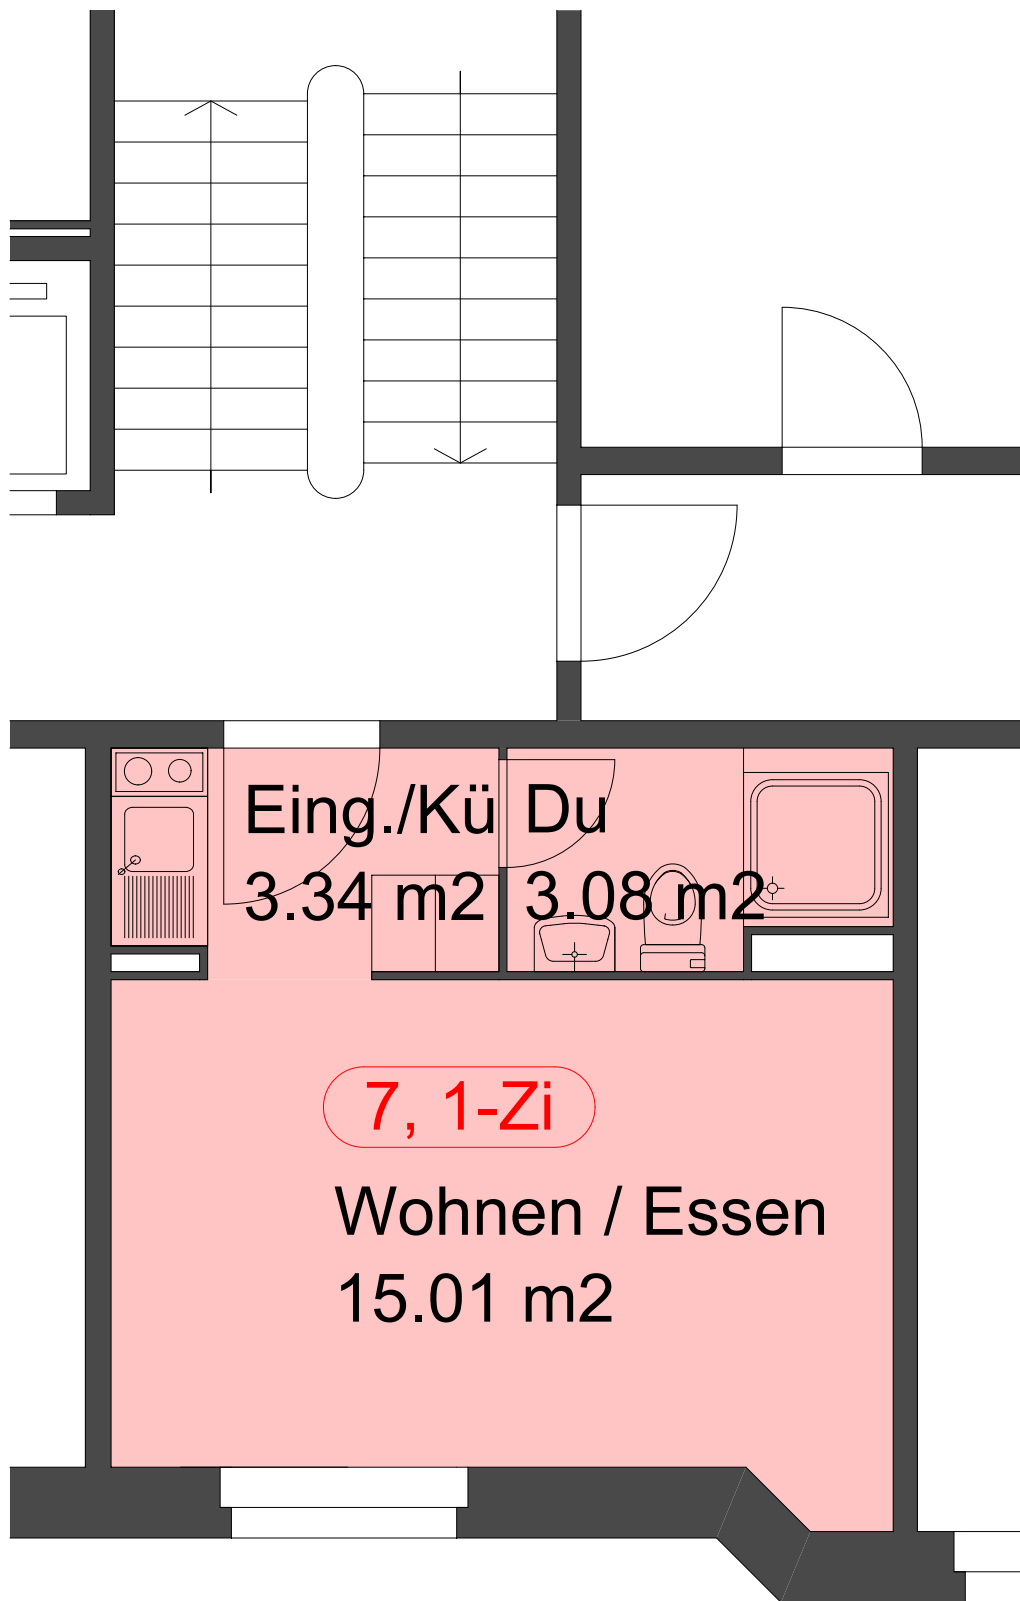 Eing./Kü
3.34 m2
Du
3.08 m2
7, 1-Zi
Wohnen / Essen
15.01 m2